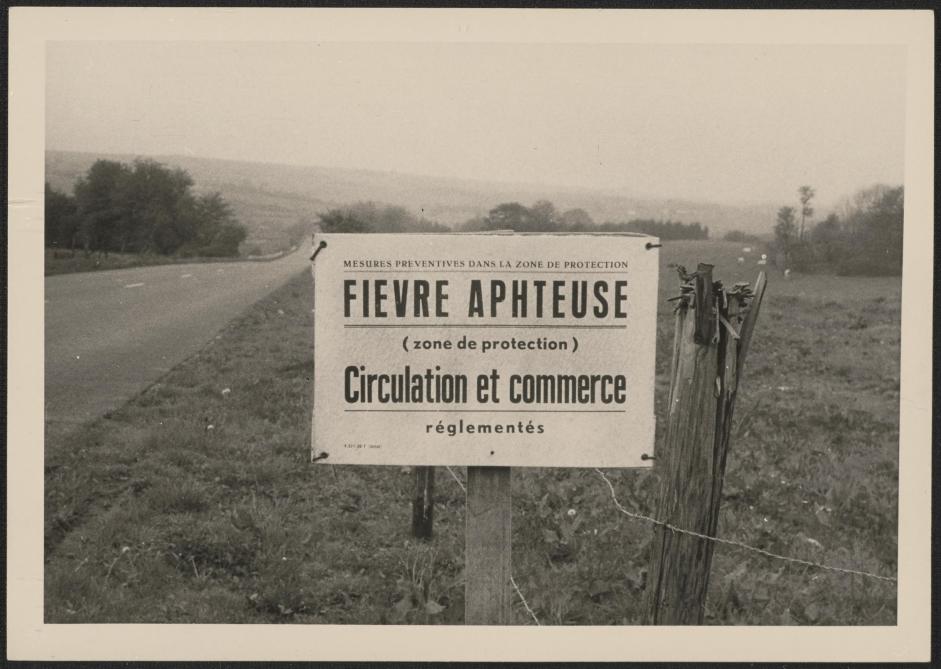 MESURES PREVENTIVES DANS LA ZONE DE PROTECTION
FIEVRE APHTEUSE
( zone de protection )
Circulation et commerce
réglementés